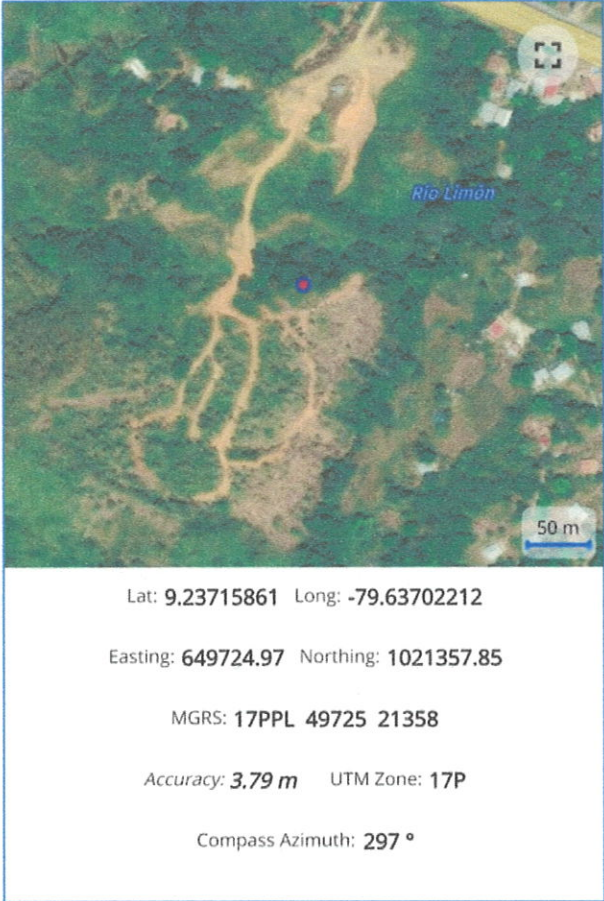 Río Limón
50 m
Lat: 9.23715861 Long: -79.63702212
Easting: 649724.97 Northing: 1021357.85
MGRS: 17PPL 49725 21358
Accuracy: 3.79 m UTM Zone: 17P
Compass Azimuth: 297 °